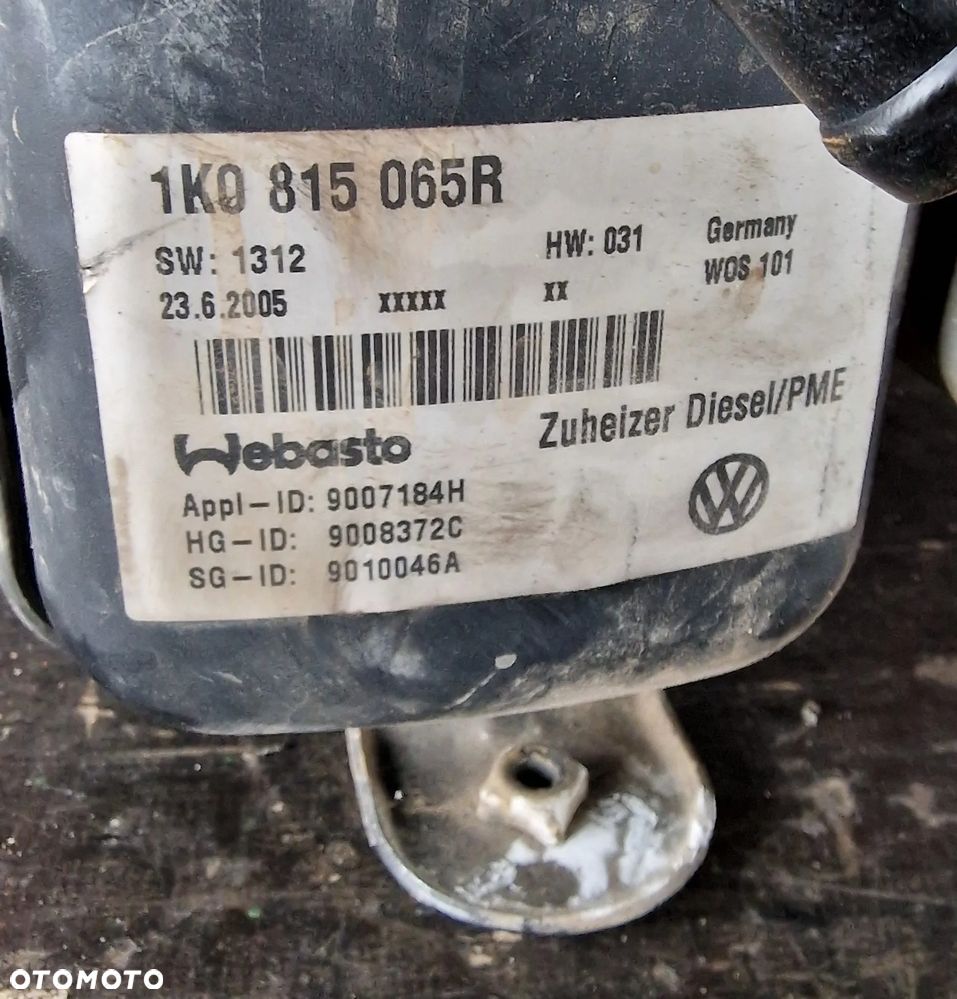 1K0 815 065R
SW: 1312 HW: 031 Germany
WOS 101
23.6.2005 XXXXX XX
Webasto Zuheizer Diesel/PME
Appl-ID: 9007184H
HG-ID: 9008372C
SG-ID: 9010046A
OTOMOTO